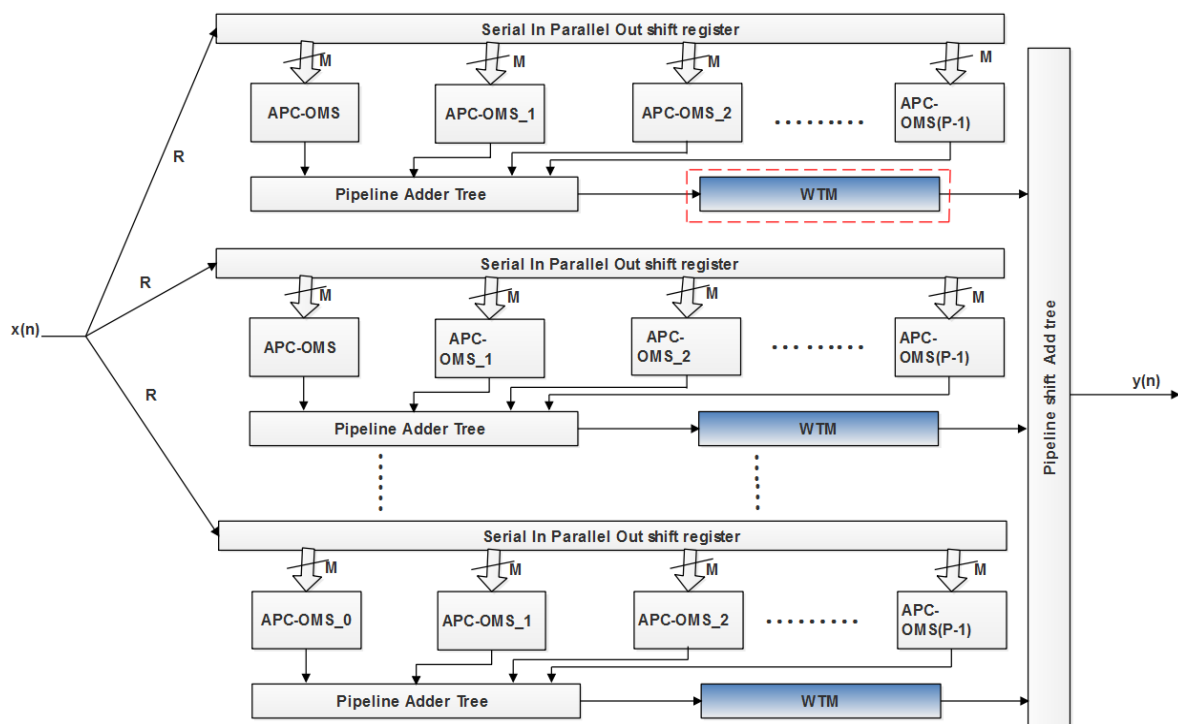 Serial In Parallel Out shift register
M
M
M
M
APC-OMS
APC-OMS_1
APC-OMS_2
APC-
OMS(P-1)
R
Pipeline Adder Tree
WTM
Serial In Parallel Out shift register
R
M
M
M
M
x(n)
APC-OMS
APC-
OMS_1
APC-
OMS_2
APC-
OMS(P-1)
R
Pipeline Adder Tree
WTM
Pipeline shift Add tree
y(n)
Serial In Parallel Out shift register
M
M
M
M
APC-OMS_0
APC-OMS_1
APC-OMS_2
APC-
OMS(P-1)
Pipeline Adder Tree
WTM